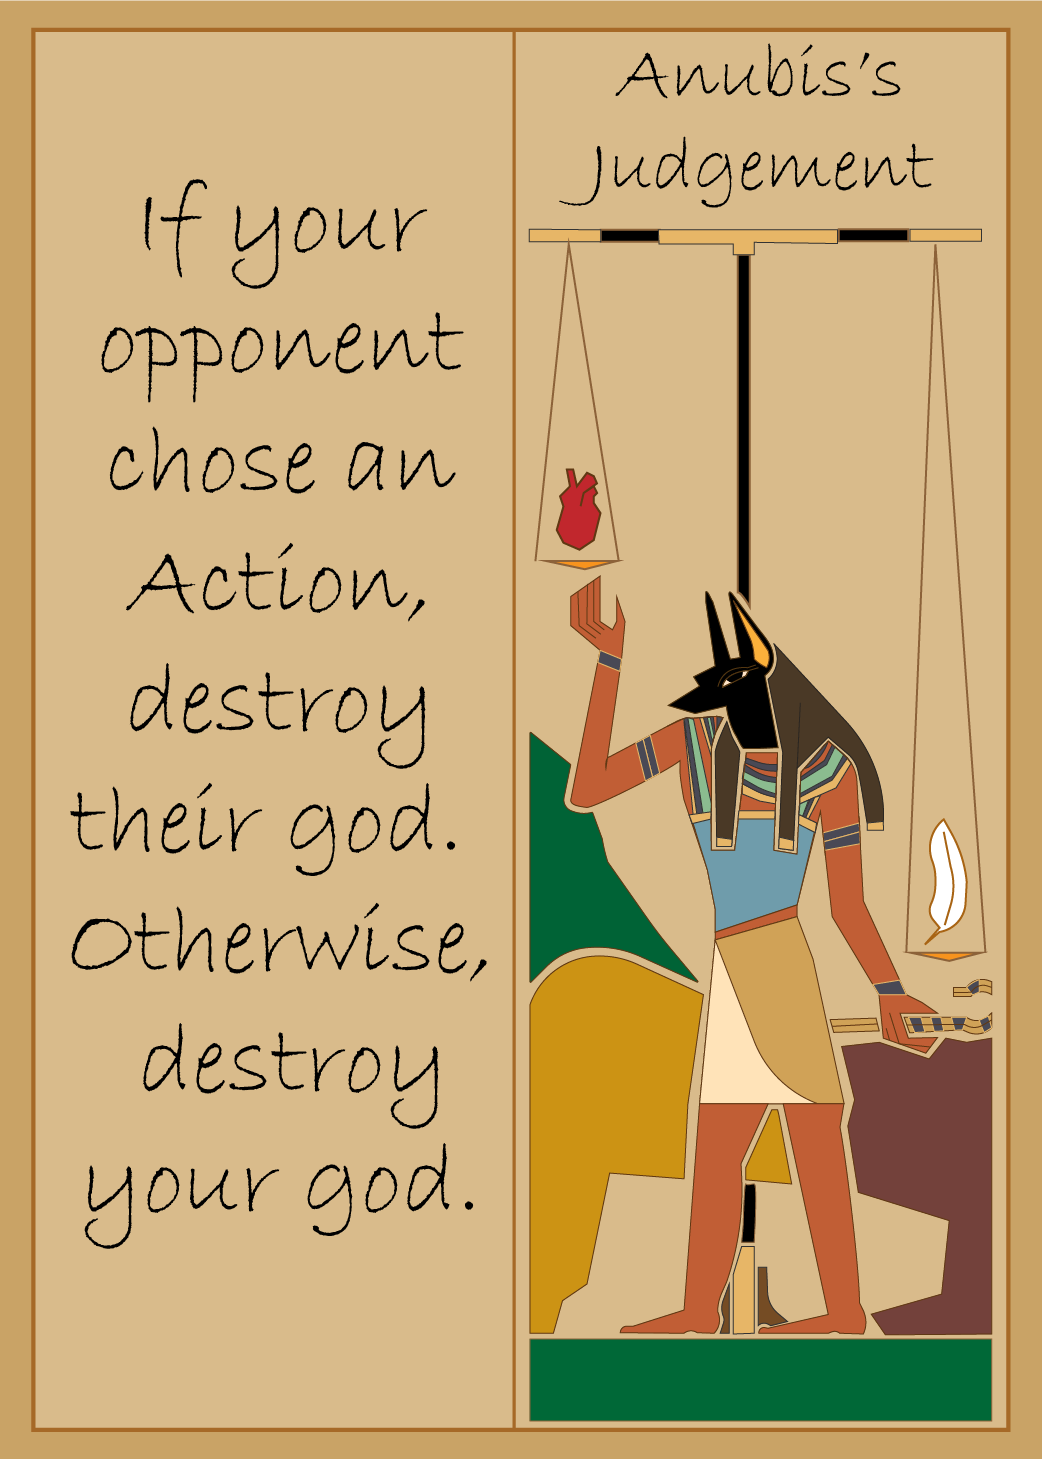 Anubis's
Judgement
If your
opponent
chose an
Action,
destroy
their god.
Otherwise,
destroy
your god.